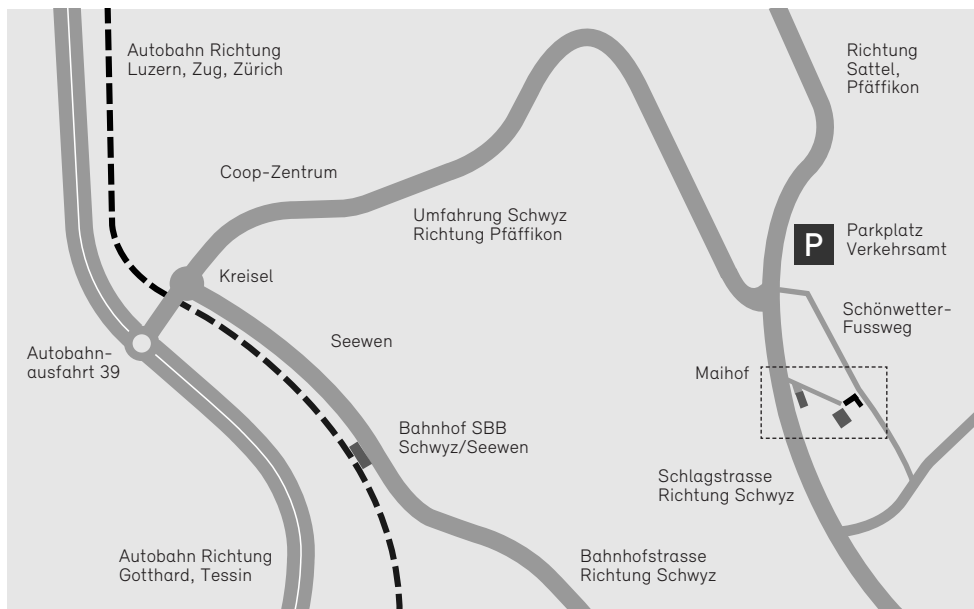 Autobahn Richtung
Luzern, Zug, Zürich
Richtung
Sattel,
Pfäffikon
Coop-Zentrum
Umfahrung Schwyz
Richtung Pfäffikon
P
Parkplatz
Verkehrsamt
Kreisel
Schönwetter-
Fussweg
Seewen
Autobahn-
ausfahrt 39
Maihof
Bahnhof SBB
Schwyz/Seewen
Schlagstrasse
Richtung Schwyz
Autobahn Richtung
Gotthard, Tessin
Bahnhofstrasse
Richtung Schwyz